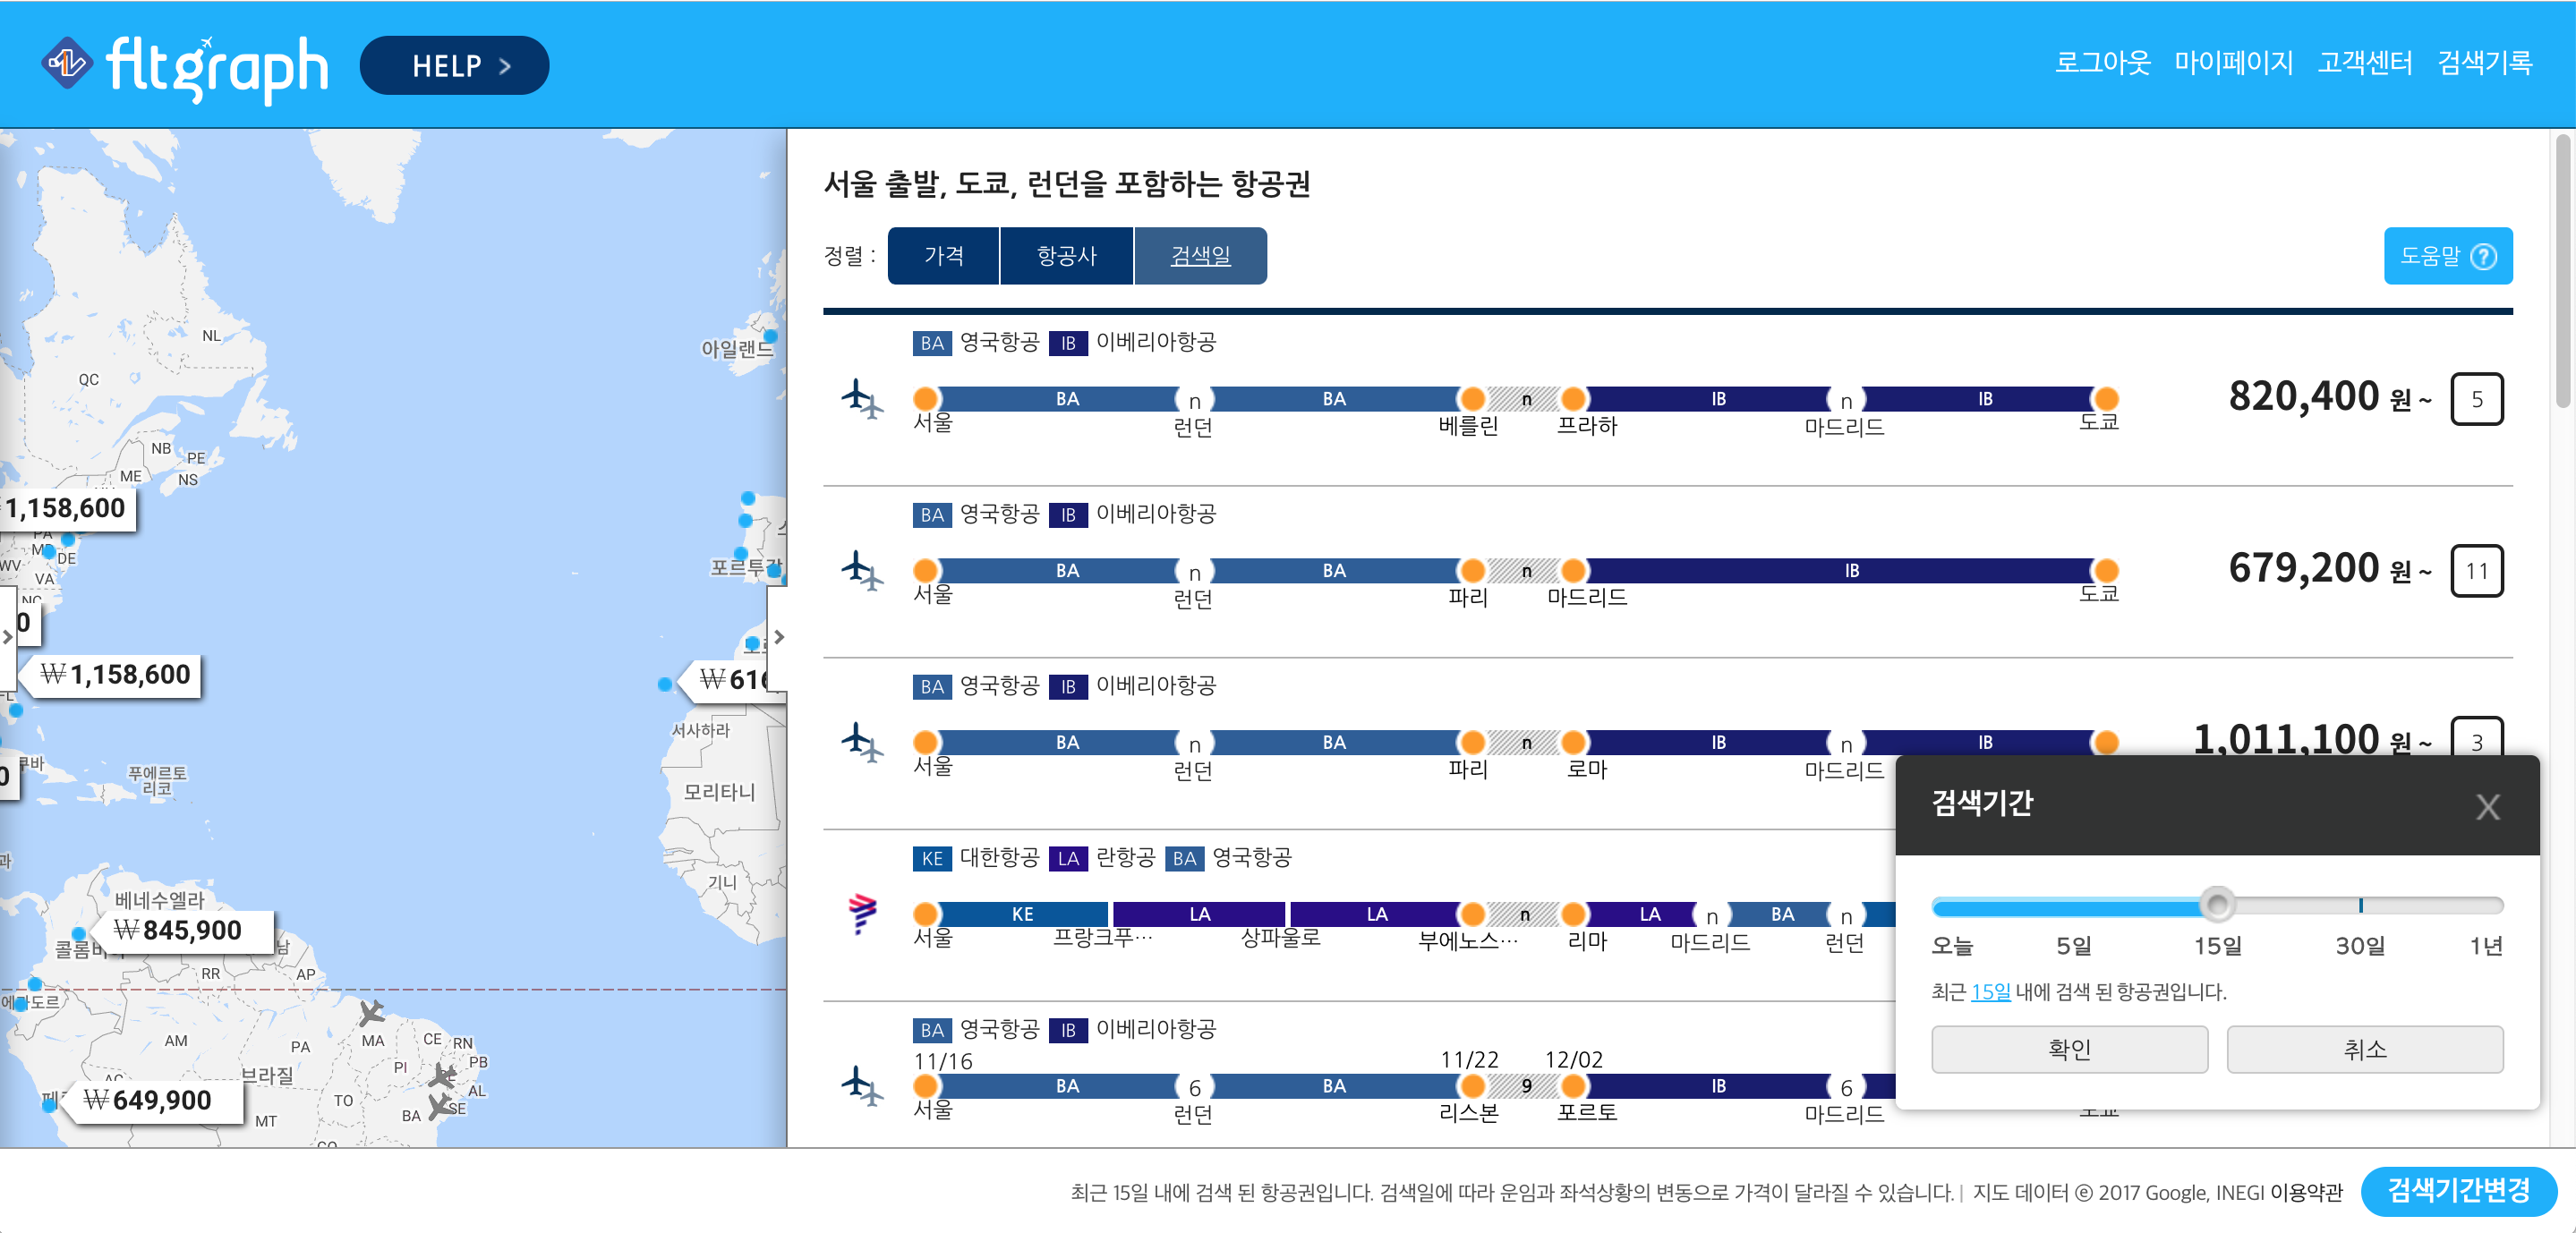 fltgraph
HELP >
로그아웃 마이페이지 고객센터 검색기록
NL
QC
NB
PE
ME
NS
1,158,600
PA
DE
WV
VA
NC
0
₩1,158,600
쿠바
푸에르토
리코
베네수엘라
₩845,900
RR
AP
AM
PA
MA
CE
RN
PB
PI
AL
브라질
SE
₩649,900
TO
BA
MT
아일랜드
서사하라
모리타니
기니
서울 출발, 도쿄, 런던을 포함하는 항공권
정렬 : 가격 항공사 검색일
도움말 ?
BA 영국항공 IB 이베리아항공
BA n BA n IB n IB
서울 런던 베를린 프라하 마드리드 도쿄
820,400 원 ~ 5
BA 영국항공 IB 이베리아항공
BA n BA n IB
서울 런던 파리 마드리드 도쿄
679,200 원 ~ 11
BA 영국항공 IB 이베리아항공
BA n BA n IB n IB
서울 런던 파리 로마 마드리드
1,011,100 원 ~ 3
KE 대한항공 LA 란항공 BA 영국항공
KE LA LA n LA n BA n
서울 프랑크푸… 상파울로 부에노스… 리마 마드리드 런던
BA 영국항공 IB 이베리아항공
11/16 11/22 12/02
BA 6 BA 9 IB 6
서울 런던 리스본 포르토 마드리드 도쿄
검색기간 X
오늘 5일 15일 30일 1년
최근 15일 내에 검색 된 항공권입니다.
확인 취소
최근 15일 내에 검색 된 항공권입니다. 검색일에 따라 운임과 좌석상황의 변동으로 가격이 달라질 수 있습니다. | 지도 데이터 ⓒ 2017 Google, INEGI 이용약관
검색기간변경